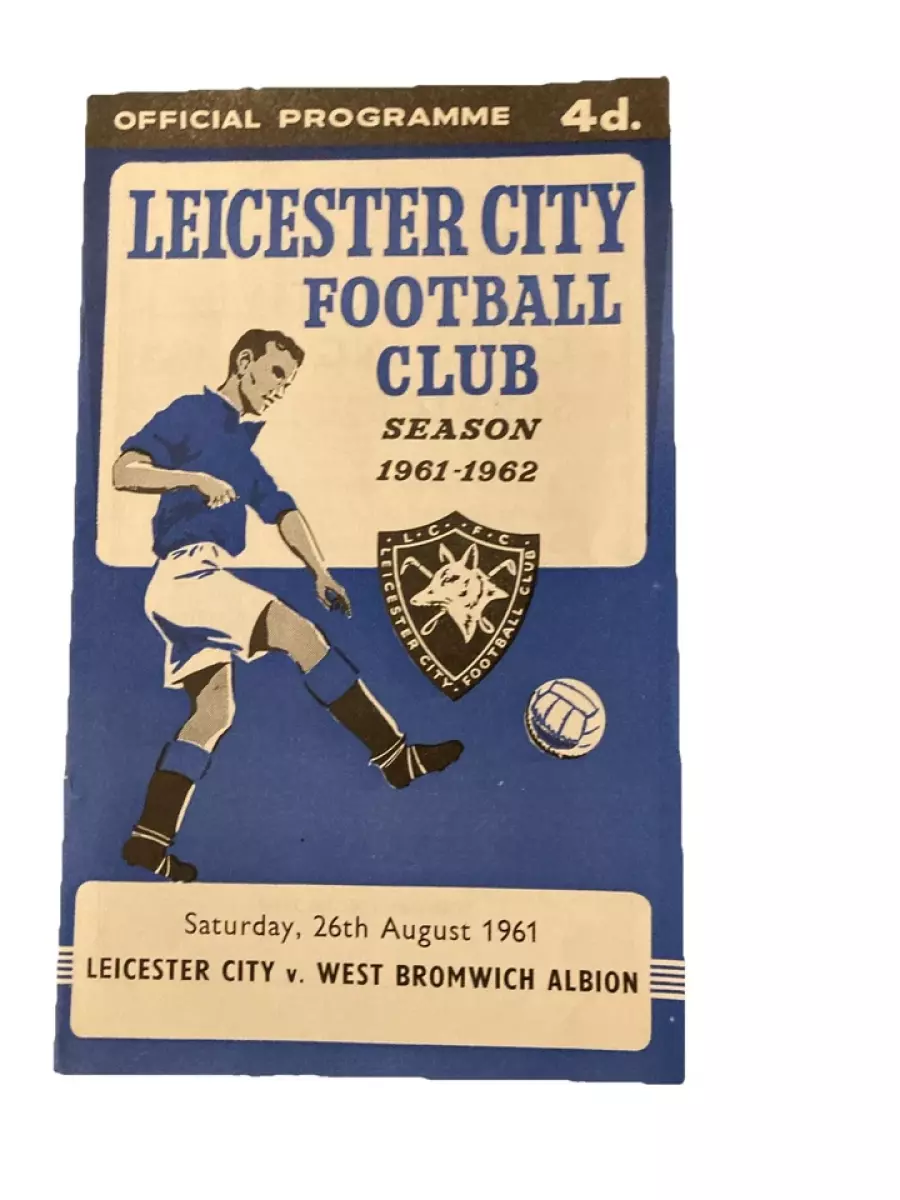 OFFICIAL PROGRAMME 4d.
LEICESTER CITY
FOOTBALL
CLUB
SEASON
1961-1962
L·C·F·C·
LEICESTER CITY·FOOTBALL CLUB
Saturday, 26th August 1961
LEICESTER CITY v. WEST BROMWICH ALBION